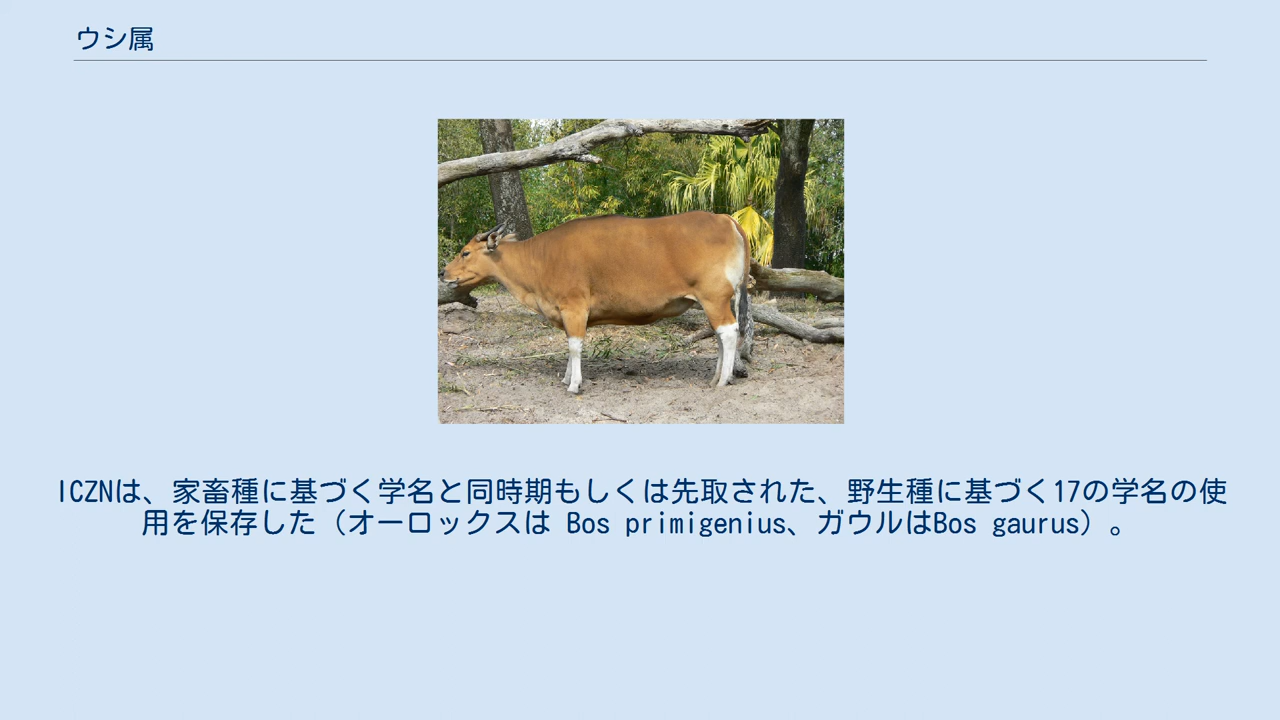 ウシ属
ICZNは、家畜種に基づく学名と同時期もしくは先取された、野生種に基づく17の学名の使
用を保存した（オーロックスは Bos primigenius、ガウルはBos gaurus）。